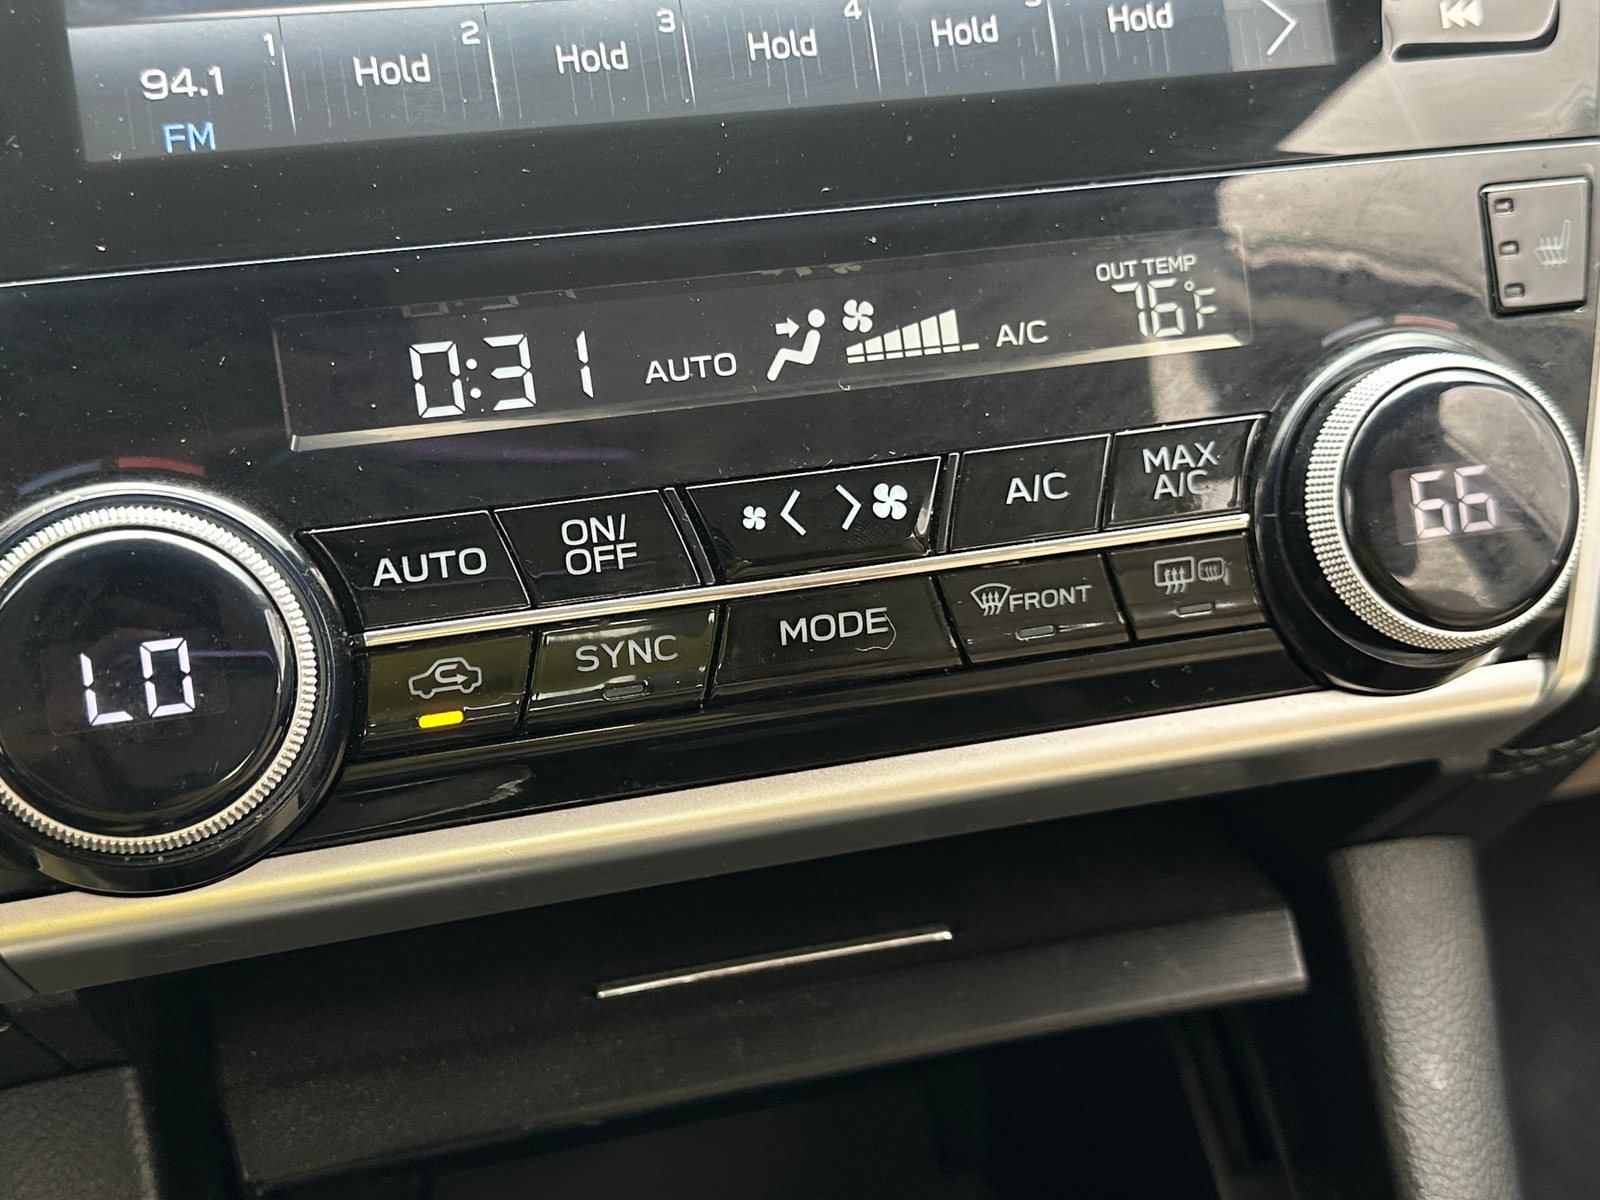 94.1 1
FM
Hold 2
Hold 3
Hold 4
Hold
Hold
0:31
AUTO
A/C
OUT TEMP
76°F
LO
AUTO
ON/
OFF
A/C
MAX
A/C
66
SYNC
MODE
FRONT